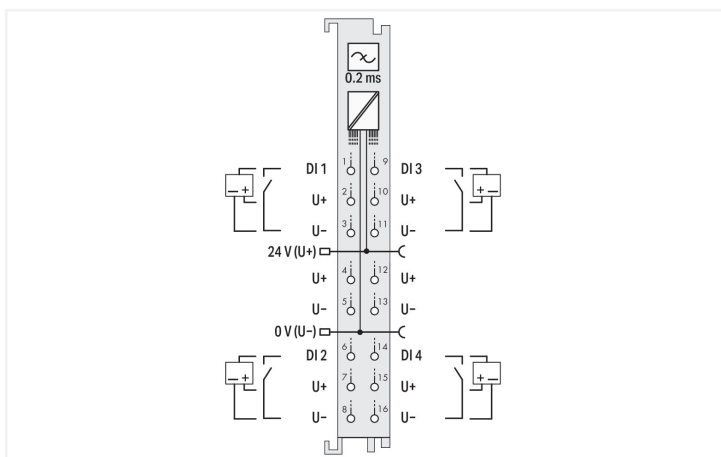 0.2 ms
DI 1 1 9 DI 3
U+ 2 10 U+
U− 3 11 U−
24 V (U+)
U+ 4 12 U+
U− 5 13 U−
0 V (U−)
DI 2 6 14 DI 4
U+ 7 15 U+
U− 8 16 U−
− +
− +
− +
− +